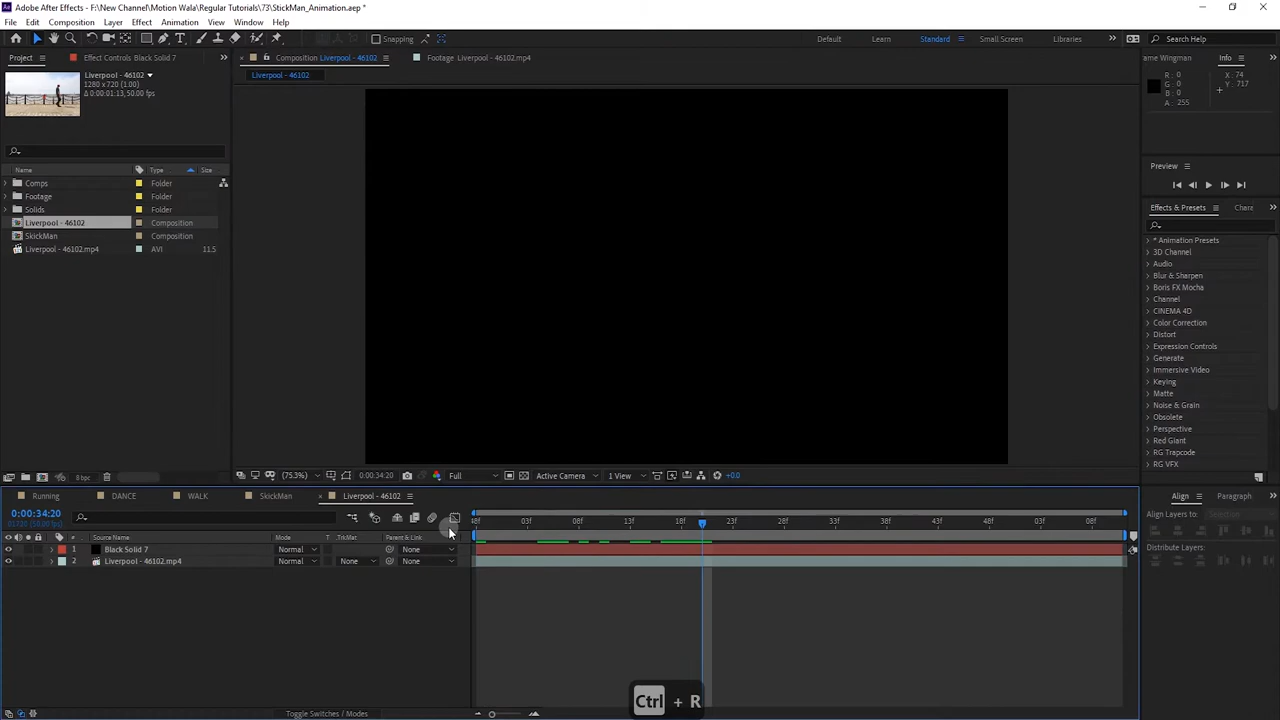 Adobe After Effects - F:\New Channel\Motion Wala\Regular Tutorials\73\StickMan_Animation.aep *
File Edit Composition Layer Effect Animation View Window Help
Snapping Default Learn Standard Small Screen Libraries Search Help
Project Effect Controls Black Solid 7 Composition Liverpool - 46102 Footage Liverpool - 46102.mp4 ame Wingman Info
Liverpool - 46102
1280 x 720 (1.00)
Δ 0:00:01:13, 50.00 fps
Liverpool - 46102
R : 0 X : 74
G : 0 Y : 717
B : 0
A : 255
Name Type Size
Comps Folder
Footage Folder
Solids Folder
Liverpool - 46102 Composition
SkickMan Composition
Liverpool - 46102.mp4 AVI 11.5
Preview
Effects & Presets Chara
* Animation Presets
3D Channel
Audio
Blur & Sharpen
Boris FX Mocha
Channel
CINEMA 4D
Color Correction
Distort
Expression Controls
Generate
Immersive Video
Keying
Matte
Noise & Grain
Obsolete
Perspective
Red Giant
RG Trapcode
RG VFX
8 bpc (75.3%) 0:00:34:20 Full Active Camera 1 View +0.0
Running DANCE WALK SkickMan Liverpool - 46102 Align Paragraph
0:00:34:20
01720 (50.00 fps)
48f 03f 08f 13f 18f 23f 28f 33f 38f 43f 48f 03f 08f
# Source Name Mode T .TrkMat Parent & Link
1 Black Solid 7 Normal None
2 Liverpool - 46102.mp4 Normal None None
Align Layers to: Selection
Distribute Layers:
Toggle Switches / Modes
Ctrl + R